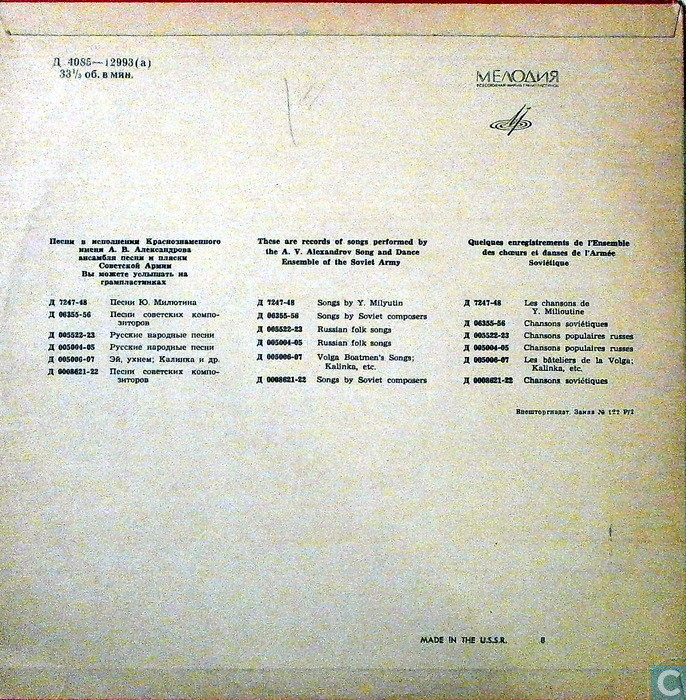 Д 4085—12993(а)
33⅓ об. в мин.
МЕЛОДИЯ
ВСЕСОЮЗНАЯ ФИРМА ГРАМПЛАСТИНОК
Песни в исполнении Краснознаменного
имени А. В. Александрова
ансамбля песни и пляски
Советской Армии
Вы можете услышать на
грампластинках
Д 7247-48 Песни Ю. Милютина
Д 06355-56 Песни советских компо-
зиторов
Д 005522-23 Русские народные песни
Д 005004-05 Русские народные песни
Д 005006-07 Эй, ухнем; Калинка и др.
Д 0008621-22 Песни советских компо-
зиторов
These are records of songs performed by
the A. V. Alexandrov Song and Dance
Ensemble of the Soviet Army
Д 7247-48 Songs by Y. Milyutin
Д 06355-56 Songs by Soviet composers
Д 005522-23 Russian folk songs
Д 005004-05 Russian folk songs
Д 005006-07 Volga Boatmen's Songs;
Kalinka, etc.
Д 0008621-22 Songs by Soviet composers
Quelques enregistrements de l'Ensemble
des chœurs et danses de l'Armée
Soviétique
Д 7247-48 Les chansons de
Y. Milioutine
Д 06355-56 Chansons soviétiques
Д 005522-23 Chansons populaires russes
Д 005004-05 Chansons populaires russes
Д 005006-07 Les bâteliers de la Volga;
Kalinka, etc.
Д 0008621-22 Chansons soviétiques
Внешторгиздат. Заказ №
MADE IN THE U.S.S.R. 8
C